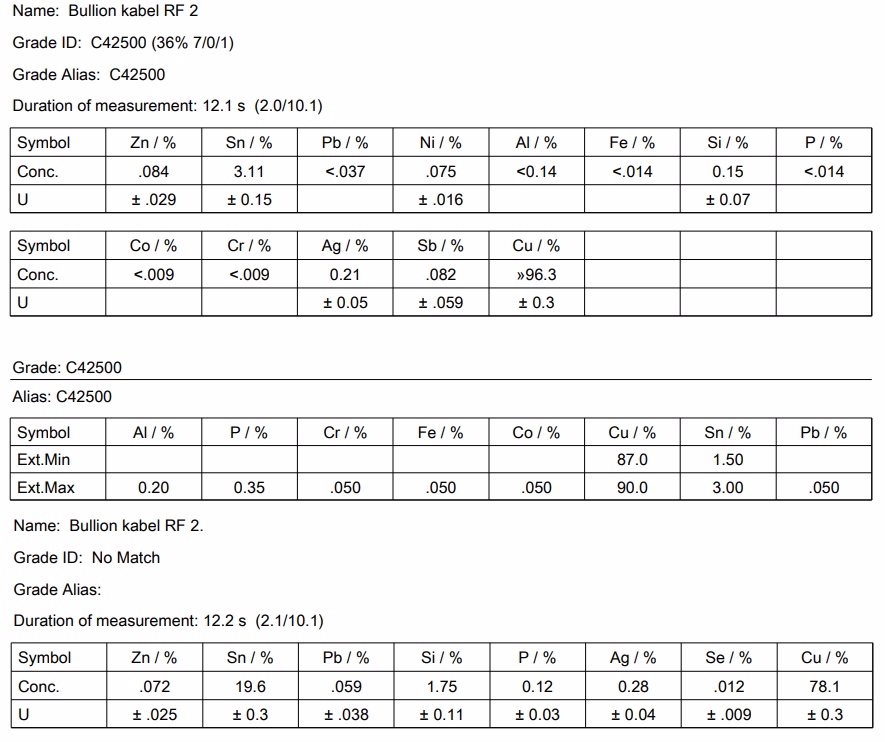 Name: Bullion kabel RF 2
Grade ID: C42500 (36% 7/0/1)
Grade Alias: C42500
Duration of measurement: 12.1 s (2.0/10.1)
Symbol Zn / % Sn / % Pb / % Ni / % Al / % Fe / % Si / % P / %
Conc. .084 3.11 <.037 .075 <0.14 <.014 0.15 <.014
U ± .029 ± 0.15 ± .016 ± 0.07
Symbol Co / % Cr / % Ag / % Sb / % Cu / %
Conc. <.009 <.009 0.21 .082 »96.3
U ± 0.05 ± .059 ± 0.3
Grade: C42500
Alias: C42500
Symbol Al / % P / % Cr / % Fe / % Co / % Cu / % Sn / % Pb / %
Ext.Min 87.0 1.50
Ext.Max 0.20 0.35 .050 .050 .050 90.0 3.00 .050
Name: Bullion kabel RF 2.
Grade ID: No Match
Grade Alias:
Duration of measurement: 12.2 s (2.1/10.1)
Symbol Zn / % Sn / % Pb / % Si / % P / % Ag / % Se / % Cu / %
Conc. .072 19.6 .059 1.75 0.12 0.28 .012 78.1
U ± .025 ± 0.3 ± .038 ± 0.11 ± 0.03 ± 0.04 ± .009 ± 0.3